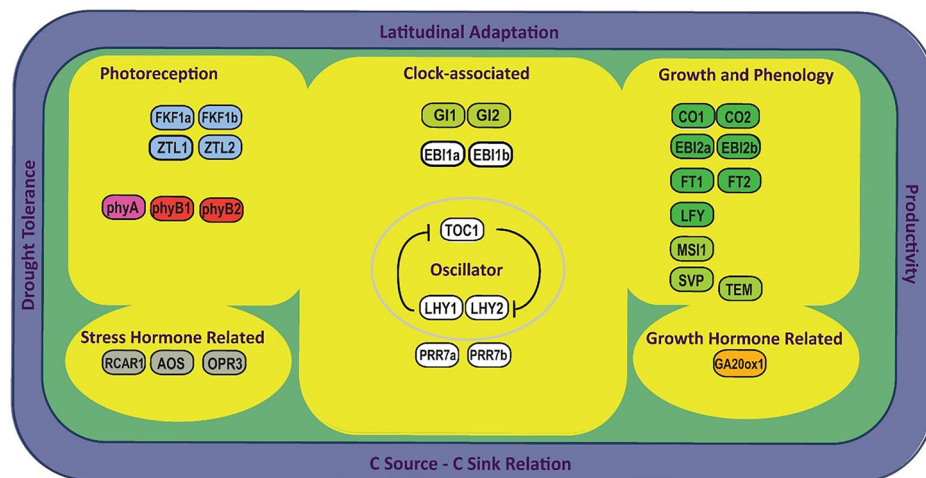 Latitudinal Adaptation
Drought Tolerance
Productivity
C Source - C Sink Relation
Photoreception
FKF1a FKF1b
ZTL1 ZTL2
phyA phyB1 phyB2
Clock-associated
GI1 GI2
EBI1a EBI1b
TOC1
Oscillator
LHY1 LHY2
PRR7a PRR7b
Growth and Phenology
CO1 CO2
EBI2a EBI2b
FT1 FT2
LFY
MSI1
SVP TEM
Stress Hormone Related
RCAR1 AOS OPR3
Growth Hormone Related
GA20ox1